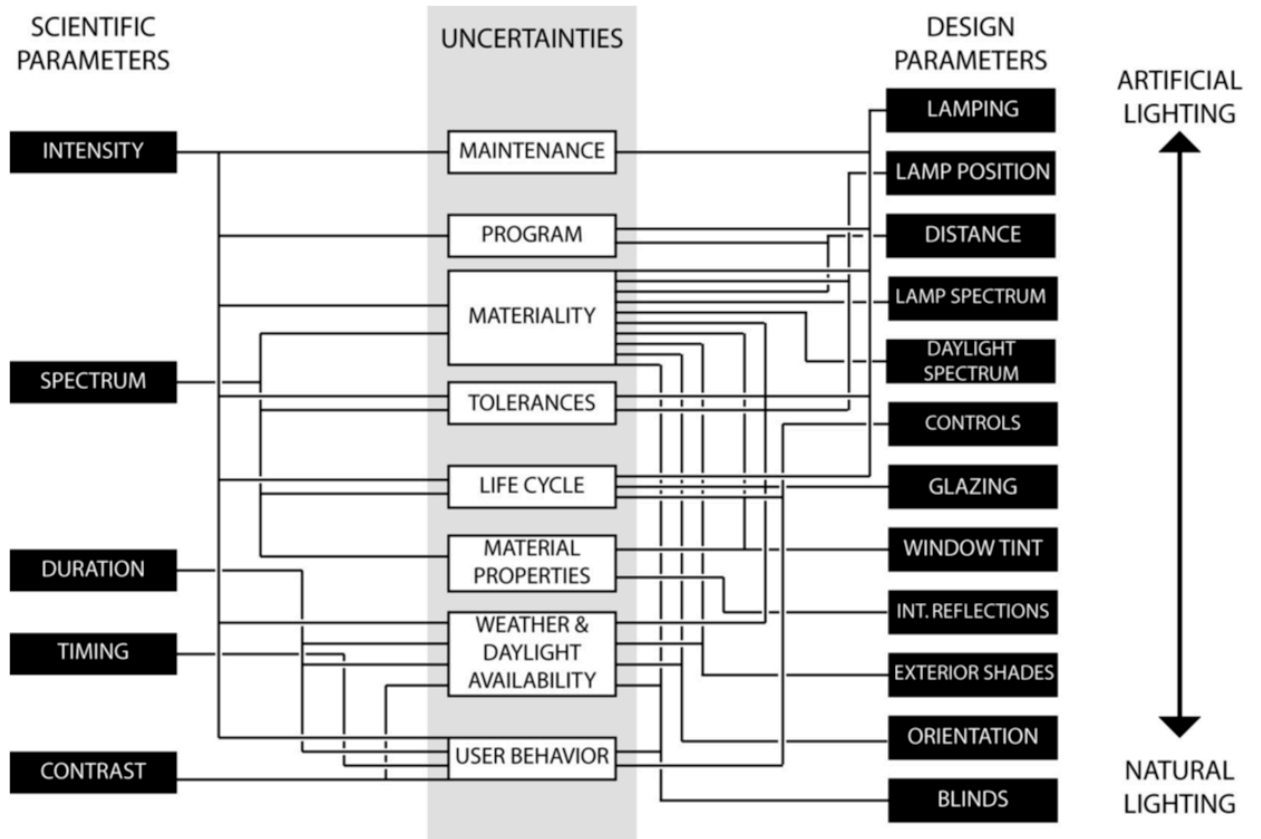 SCIENTIFIC
PARAMETERS
INTENSITY
SPECTRUM
DURATION
TIMING
CONTRAST
UNCERTAINTIES
MAINTENANCE
PROGRAM
MATERIALITY
TOLERANCES
LIFE CYCLE
MATERIAL
PROPERTIES
WEATHER &
DAYLIGHT
AVAILABILITY
USER BEHAVIOR
DESIGN
PARAMETERS
LAMPING
LAMP POSITION
DISTANCE
LAMP SPECTRUM
DAYLIGHT
SPECTRUM
CONTROLS
GLAZING
WINDOW TINT
INT. REFLECTIONS
EXTERIOR SHADES
ORIENTATION
BLINDS
ARTIFICIAL
LIGHTING
NATURAL
LIGHTING